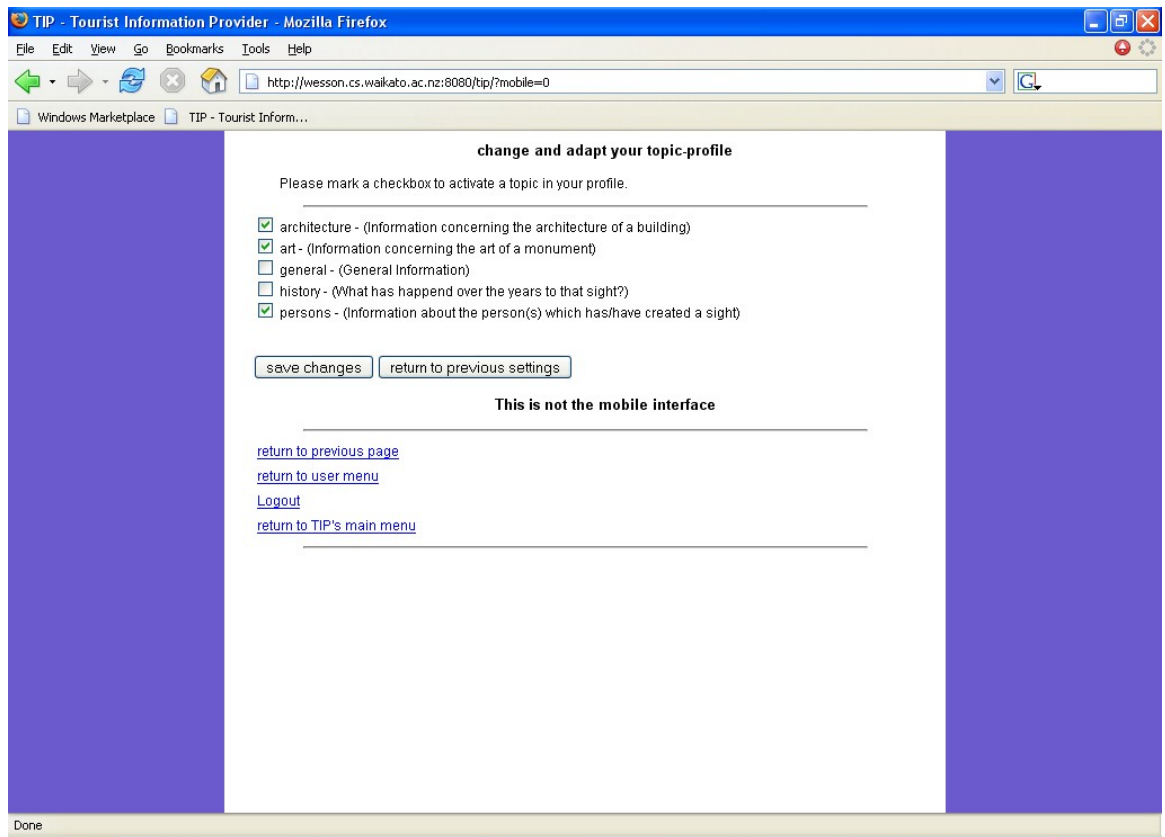 TIP - Tourist Information Provider - Mozilla Firefox
File Edit View Go Bookmarks Tools Help
http://wesson.cs.waikato.ac.nz:8080/tip/?mobile=0
G
Windows Marketplace TIP - Tourist Inform...
change and adapt your topic-profile
Please mark a checkbox to activate a topic in your profile.
architecture - (Information concerning the architecture of a building)
art - (Information concerning the art of a monument)
general - (General Information)
history - (What has happend over the years to that sight?)
persons - (Information about the person(s) which has/have created a sight)
save changes return to previous settings
This is not the mobile interface
return to previous page
return to user menu
Logout
return to TIP's main menu
Done